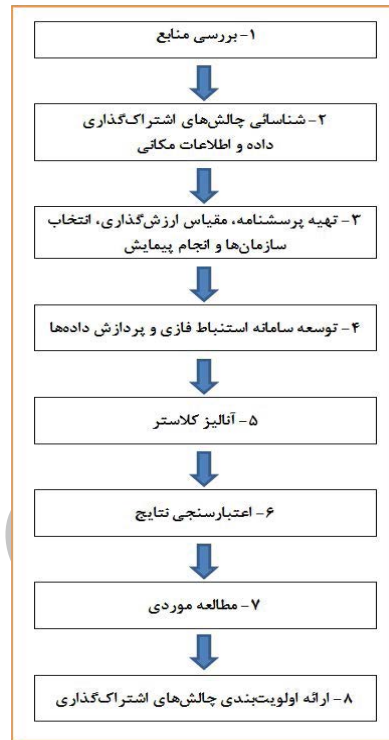 ۱- بررسی منابع
۲- شناسائی چالش‌های اشتراک‌گذاری
داده و اطلاعات مکانی
۳- تهیه پرسشنامه، مقیاس ارزش‌گذاری، انتخاب
سازمان‌ها و انجام پیمایش
۴- توسعه سامانه استنباط فازی و پردازش داده‌ها
۵- آنالیز کلاستر
۶- اعتبارسنجی نتایج
۷- مطالعه موردی
۸- ارائه اولویت‌بندی چالش‌های اشتراک‌گذاری